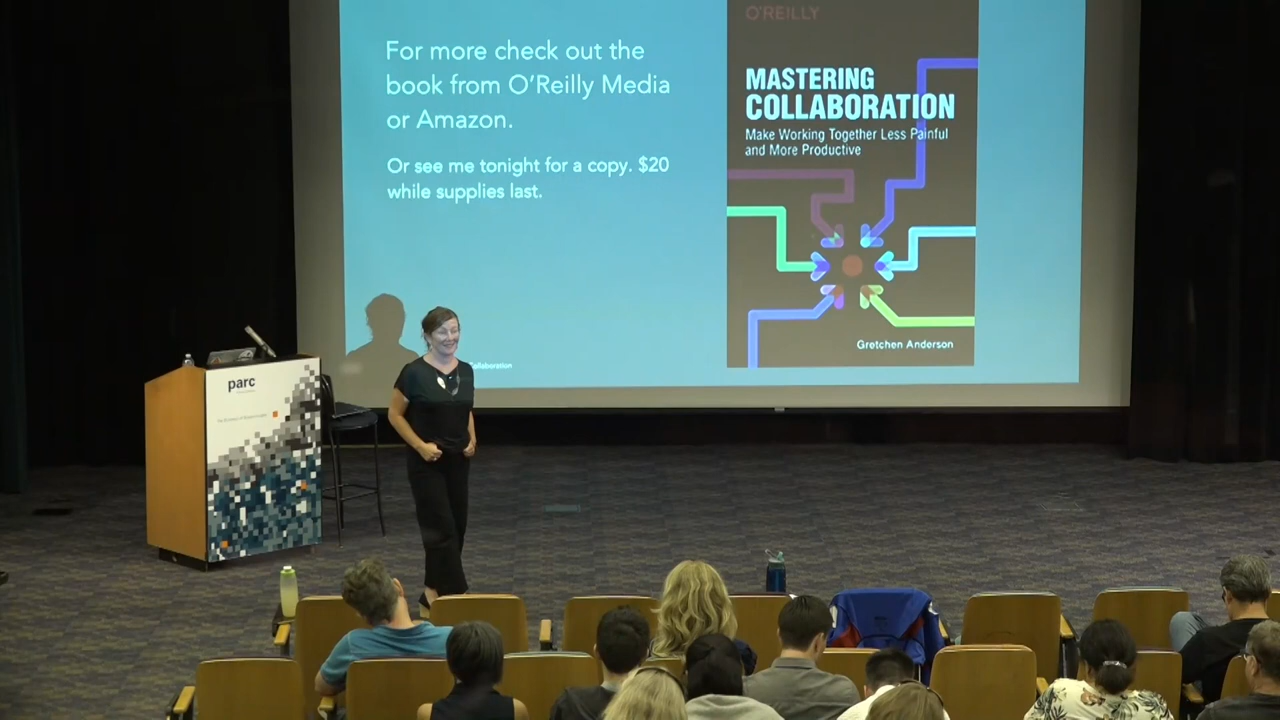 For more check out the
book from O'Reilly Media
or Amazon.
Or see me tonight for a copy. $20
while supplies last.
O'REILLY
MASTERING
COLLABORATION
Make Working Together Less Painful
and More Productive
Gretchen Anderson
parc